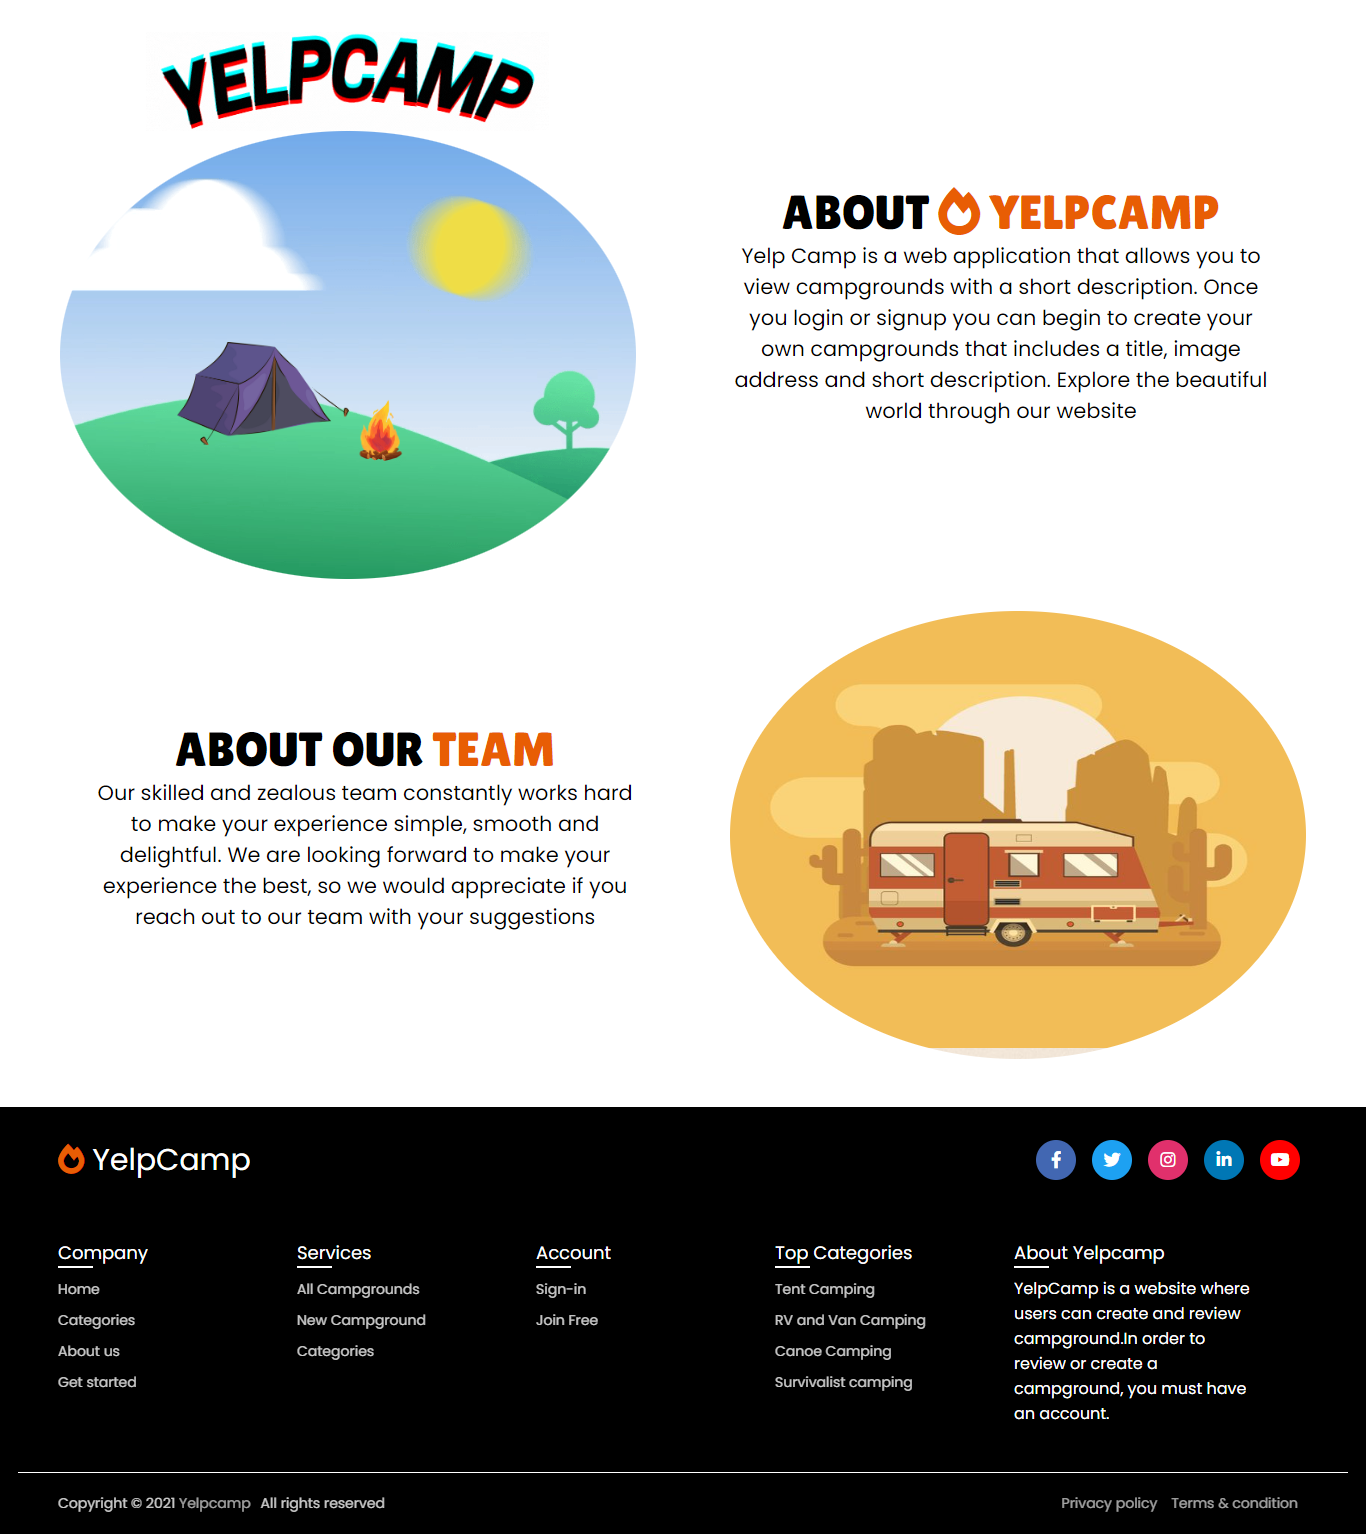 YELPCAMP
ABOUT YELPCAMP
Yelp Camp is a web application that allows you to
view campgrounds with a short description. Once
you login or signup you can begin to create your
own campgrounds that includes a title, image
address and short description. Explore the beautiful
world through our website
ABOUT OUR TEAM
Our skilled and zealous team constantly works hard
to make your experience simple, smooth and
delightful. We are looking forward to make your
experience the best, so we would appreciate if you
reach out to our team with your suggestions
YelpCamp
Company
Home
Categories
About us
Get started
Services
All Campgrounds
New Campground
Categories
Account
Sign-in
Join Free
Top Categories
Tent Camping
RV and Van Camping
Canoe Camping
Survivalist camping
About Yelpcamp
YelpCamp is a website where
users can create and review
campground.In order to
review or create a
campground, you must have
an account.
Copyright © 2021 Yelpcamp All rights reserved
Privacy policy Terms & condition